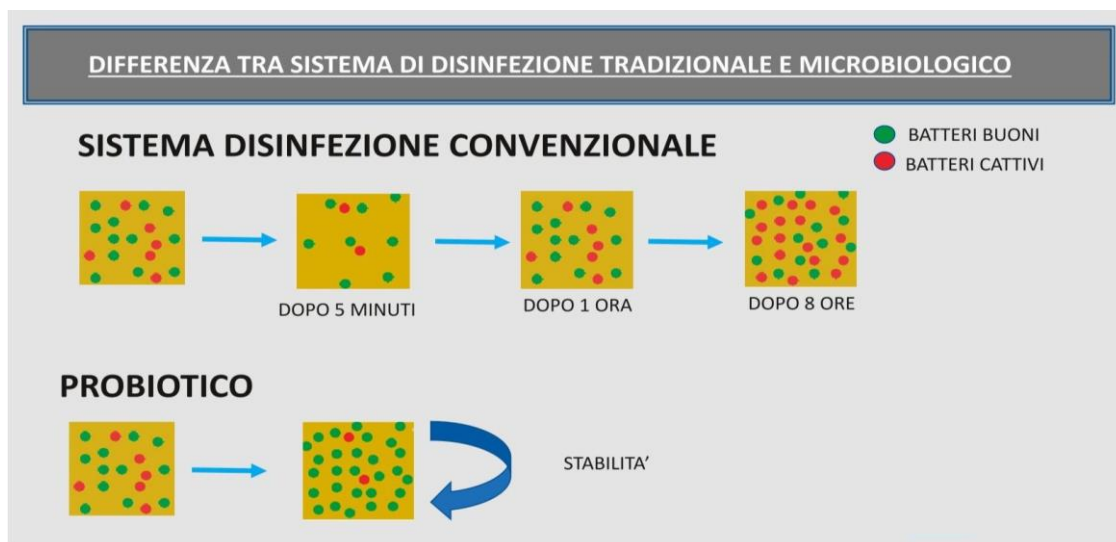 DIFFERENZA TRA SISTEMA DI DISINFEZIONE TRADIZIONALE E MICROBIOLOGICO
SISTEMA DISINFEZIONE CONVENZIONALE
BATTERI BUONI
BATTERI CATTIVI
DOPO 5 MINUTI
DOPO 1 ORA
DOPO 8 ORE
PROBIOTICO
STABILITA’